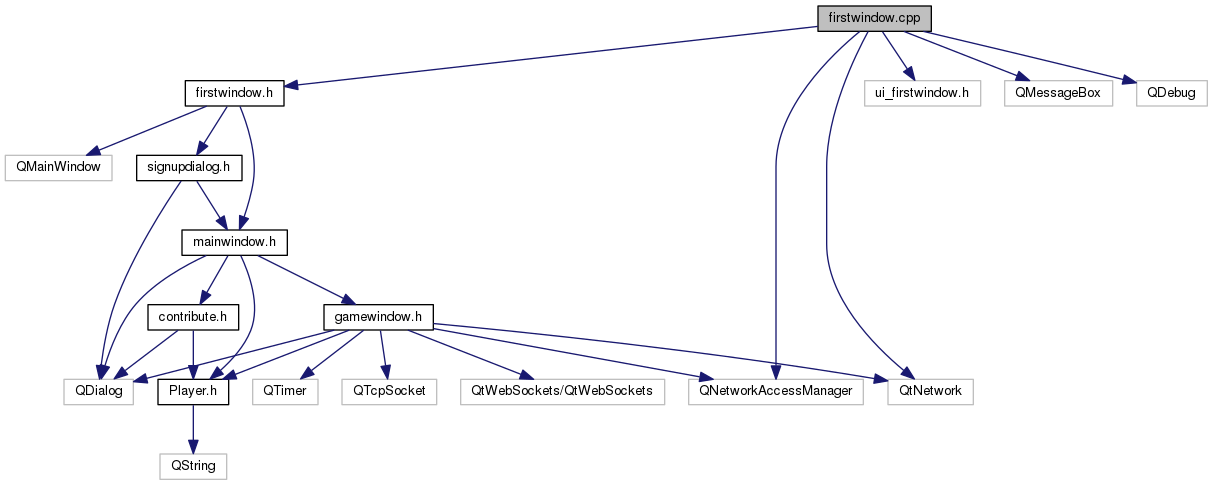 firstwindow.cpp
firstwindow.h
ui_firstwindow.h
QMessageBox
QDebug
QMainWindow
signupdialog.h
mainwindow.h
contribute.h
gamewindow.h
QDialog
Player.h
QTimer
QTcpSocket
QtWebSockets/QtWebSockets
QNetworkAccessManager
QtNetwork
QString